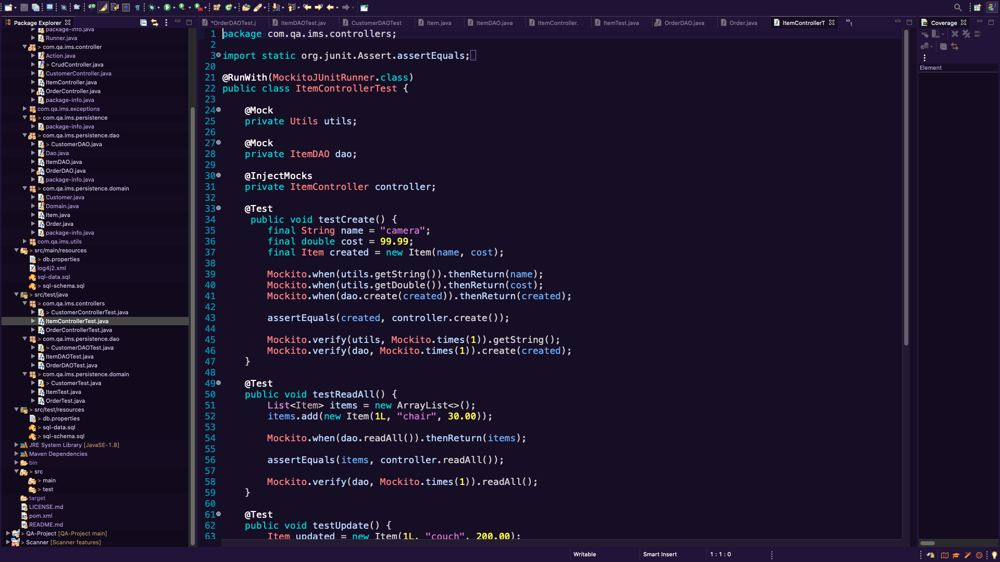 Package Explorer
*OrderDAOTest.j
ItemDAOTest.jav
CustomerDAOTest
Item.java
ItemDAO.java
ItemController.
ItemTest.java
OrderDAO.java
Order.java
ItemControllerT
»1
Coverage
Element
package-info.java
Runner.java
> com.qa.ims.controller
Action.java
> CrudController.java
CustomerController.java
ItemController.java
OrderController.java
package-info.java
com.qa.ims.exceptions
> com.qa.ims.persistence
package-info.java
> com.qa.ims.persistence.dao
> CustomerDAO.java
Dao.java
ItemDAO.java
OrderDAO.java
package-info.java
> com.qa.ims.persistence.domain
Customer.java
Domain.java
Item.java
Order.java
package-info.java
com.qa.ims.utils
> src/main/resources
> db.properties
log4j2.xml
sql-data.sql
> sql-schema.sql
> src/test/java
> com.qa.ims.controllers
> CustomerControllerTest.java
ItemControllerTest.java
OrderControllerTest.java
> com.qa.ims.persistence.dao
> CustomerDAOTest.java
ItemDAOTest.java
OrderDAOTest.java
> com.qa.ims.persistence.domain
> CustomerTest.java
ItemTest.java
OrderTest.java
> src/test/resources
> db.properties
> sql-data.sql
> sql-schema.sql
JRE System Library [JavaSE-1.8]
Maven Dependencies
bin
> src
> main
> test
target
LICENSE.md
pom.xml
README.md
> QA-Project [QA-Project main]
> Scanner [Scanner features]
1 package com.qa.ims.controllers;
2
3 import static org.junit.Assert.assertEquals;
20
21 @RunWith(MockitoJUnitRunner.class)
22 public class ItemControllerTest {
23
24 @Mock
25 private Utils utils;
26
27 @Mock
28 private ItemDAO dao;
29
30 @InjectMocks
31 private ItemController controller;
32
33 @Test
34 public void testCreate() {
35 final String name = "camera";
36 final double cost = 99.99;
37 final Item created = new Item(name, cost);
38
39 Mockito.when(utils.getString()).thenReturn(name);
40 Mockito.when(utils.getDouble()).thenReturn(cost);
41 Mockito.when(dao.create(created)).thenReturn(created);
42
43 assertEquals(created, controller.create());
44
45 Mockito.verify(utils, Mockito.times(1)).getString();
46 Mockito.verify(dao, Mockito.times(1)).create(created);
47 }
48
49 @Test
50 public void testReadAll() {
51 List<Item> items = new ArrayList<>();
52 items.add(new Item(1L, "chair", 30.00));
53
54 Mockito.when(dao.readAll()).thenReturn(items);
55
56 assertEquals(items, controller.readAll());
57
58 Mockito.verify(dao, Mockito.times(1)).readAll();
59 }
60
61 @Test
62 public void testUpdate() {
63 Item updated = new Item(1L, "couch", 200.00);
Writable
Smart Insert
1 : 1 : 0